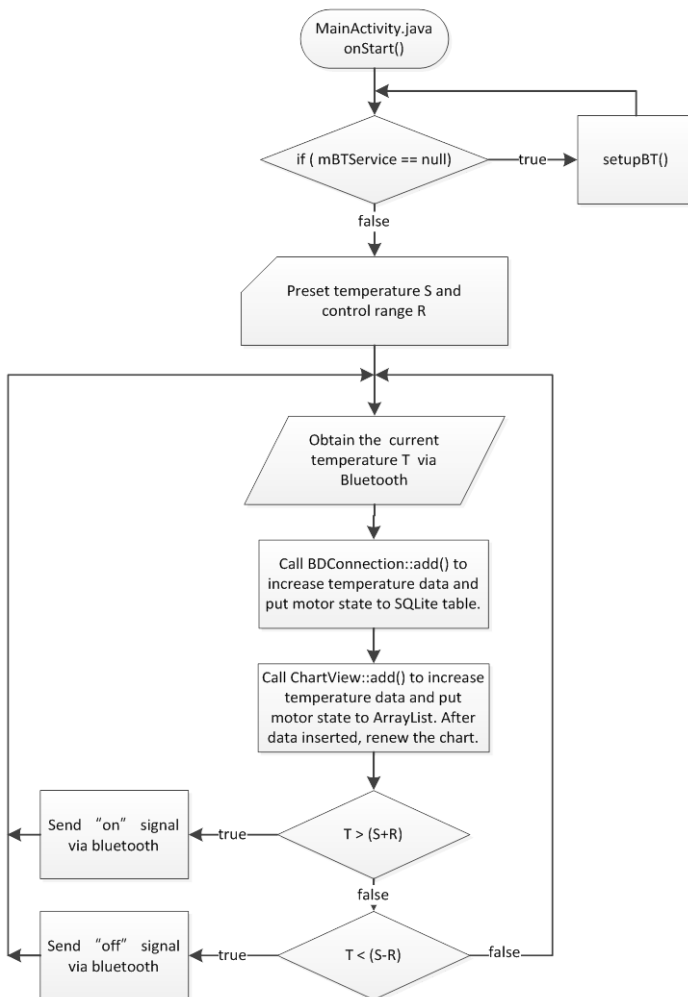 MainActivity.java
onStart()
if ( mBTService == null)
true
setupBT()
false
Preset temperature S and
control range R
Obtain the current
temperature T via
Bluetooth
Call BDConnection::add() to
increase temperature data and
put motor state to SQLite table.
Call ChartView::add() to increase
temperature data and put
motor state to ArrayList. After
data inserted, renew the chart.
Send “on” signal
via bluetooth
true
T > (S+R)
false
Send “off” signal
via bluetooth
true
T < (S-R)
false